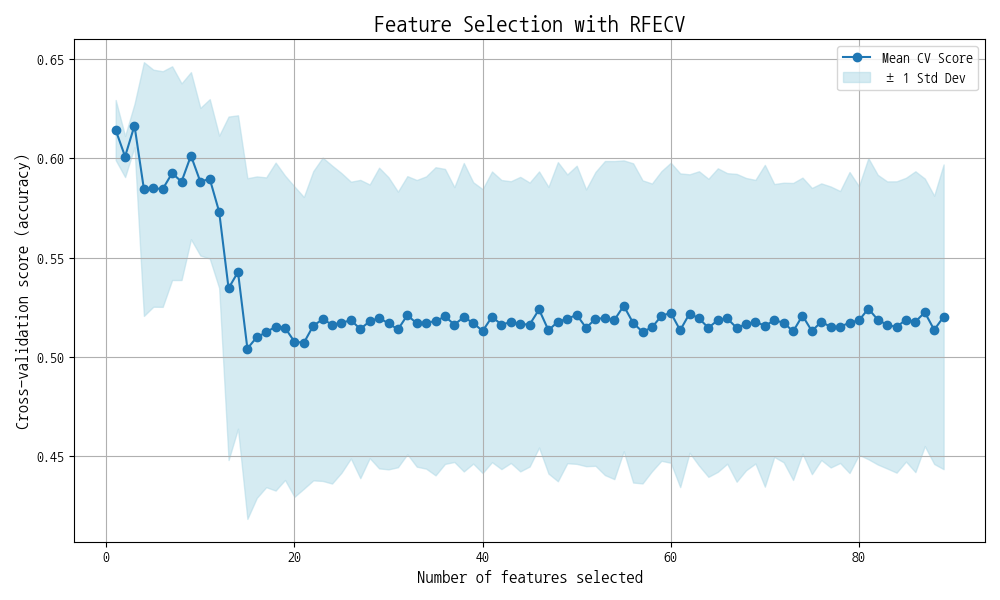 Feature Selection with RFECV
Mean CV Score
± 1 Std Dev
Cross-validation score (accuracy)
0.65
0.60
0.55
0.50
0.45
0 20 40 60 80
Number of features selected